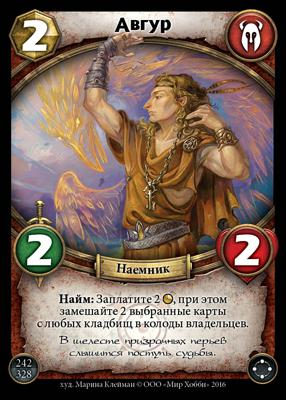 2
Авгур
2
Наемник
2
Найм: Заплатите 2 , при этом
замешайте 2 выбранные карты
с любых кладбищ в колоды владельцев.
В шелесте призрачных перьев
слышится поступь судьбы.
242
328
худ. Марина Клейман © ООО «Мир Хобби» 2016